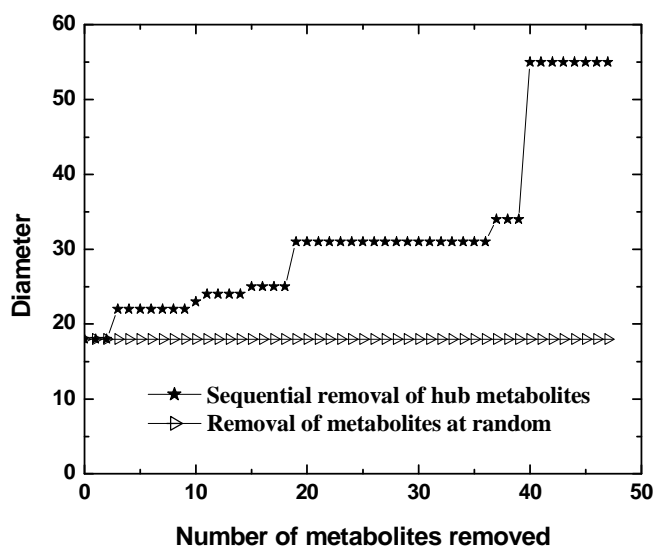 60
50
40
30
20
10
0
Diameter
Sequential removal of hub metabolites
Removal of metabolites at random
0 10 20 30 40 50
Number of metabolites removed